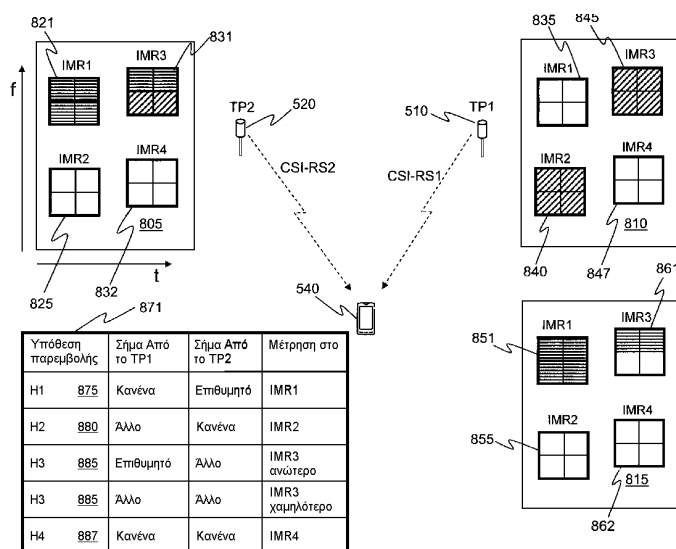 821
831
IMR1
IMR3
f
IMR2
IMR4
805
t
825
832
TP2
520
CSI-RS2
510
TP1
CSI-RS1
540
835
845
IMR1
IMR3
IMR2
IMR4
810
840
847
861
851
IMR1
IMR3
855
IMR2
IMR4
815
862
871
Υπόθεση παρεμβολής | Σήμα Από το TP1 | Σήμα Από το TP2 | Μέτρηση στο
H1 875 | Κανένα | Επιθυμητό | IMR1
H2 880 | Άλλο | Κανένα | IMR2
H3 885 | Επιθυμητό | Άλλο | IMR3 ανώτερο
H3 885 | Άλλο | Άλλο | IMR3 χαμηλότερο
H4 887 | Κανένα | Κανένα | IMR4